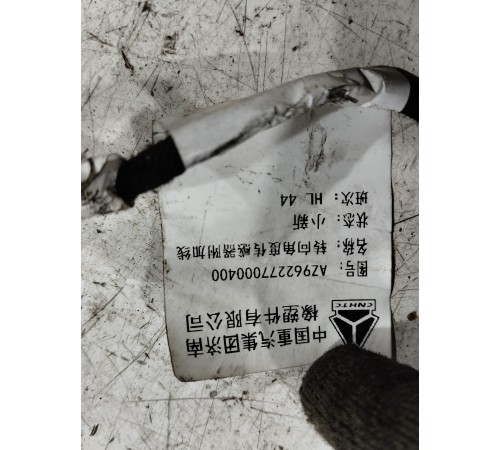 中国重汽集团济南
橡塑件有限公司
CNHTC
图号: AZ962277000400
名称: 转向角度传感器附加线
状态: 小新
班次: HL 44